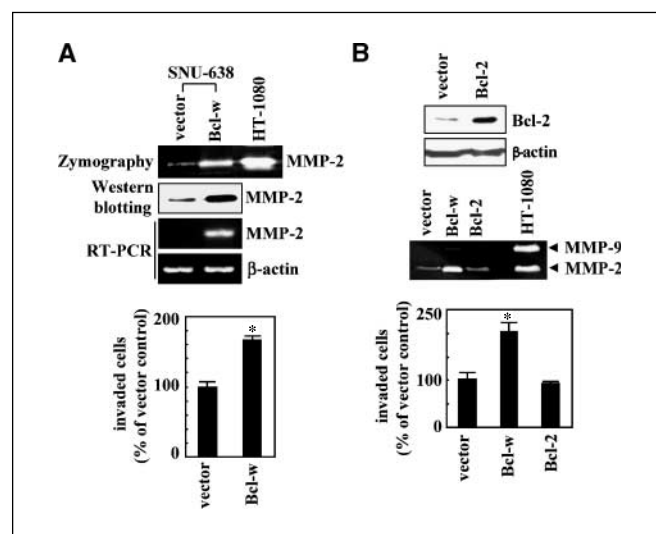 A
SNU-638
vector
Bcl-w
HT-1080
Zymography
MMP-2
Western
blotting
MMP-2
RT-PCR
MMP-2
β-actin
invaded cells
(% of vector control)
200
100
0
*
vector
Bcl-w
B
vector
Bcl-2
Bcl-2
β-actin
vector
Bcl-w
Bcl-2
HT-1080
MMP-9
MMP-2
invaded cells
(% of vector control)
250
100
0
*
vector
Bcl-w
Bcl-2